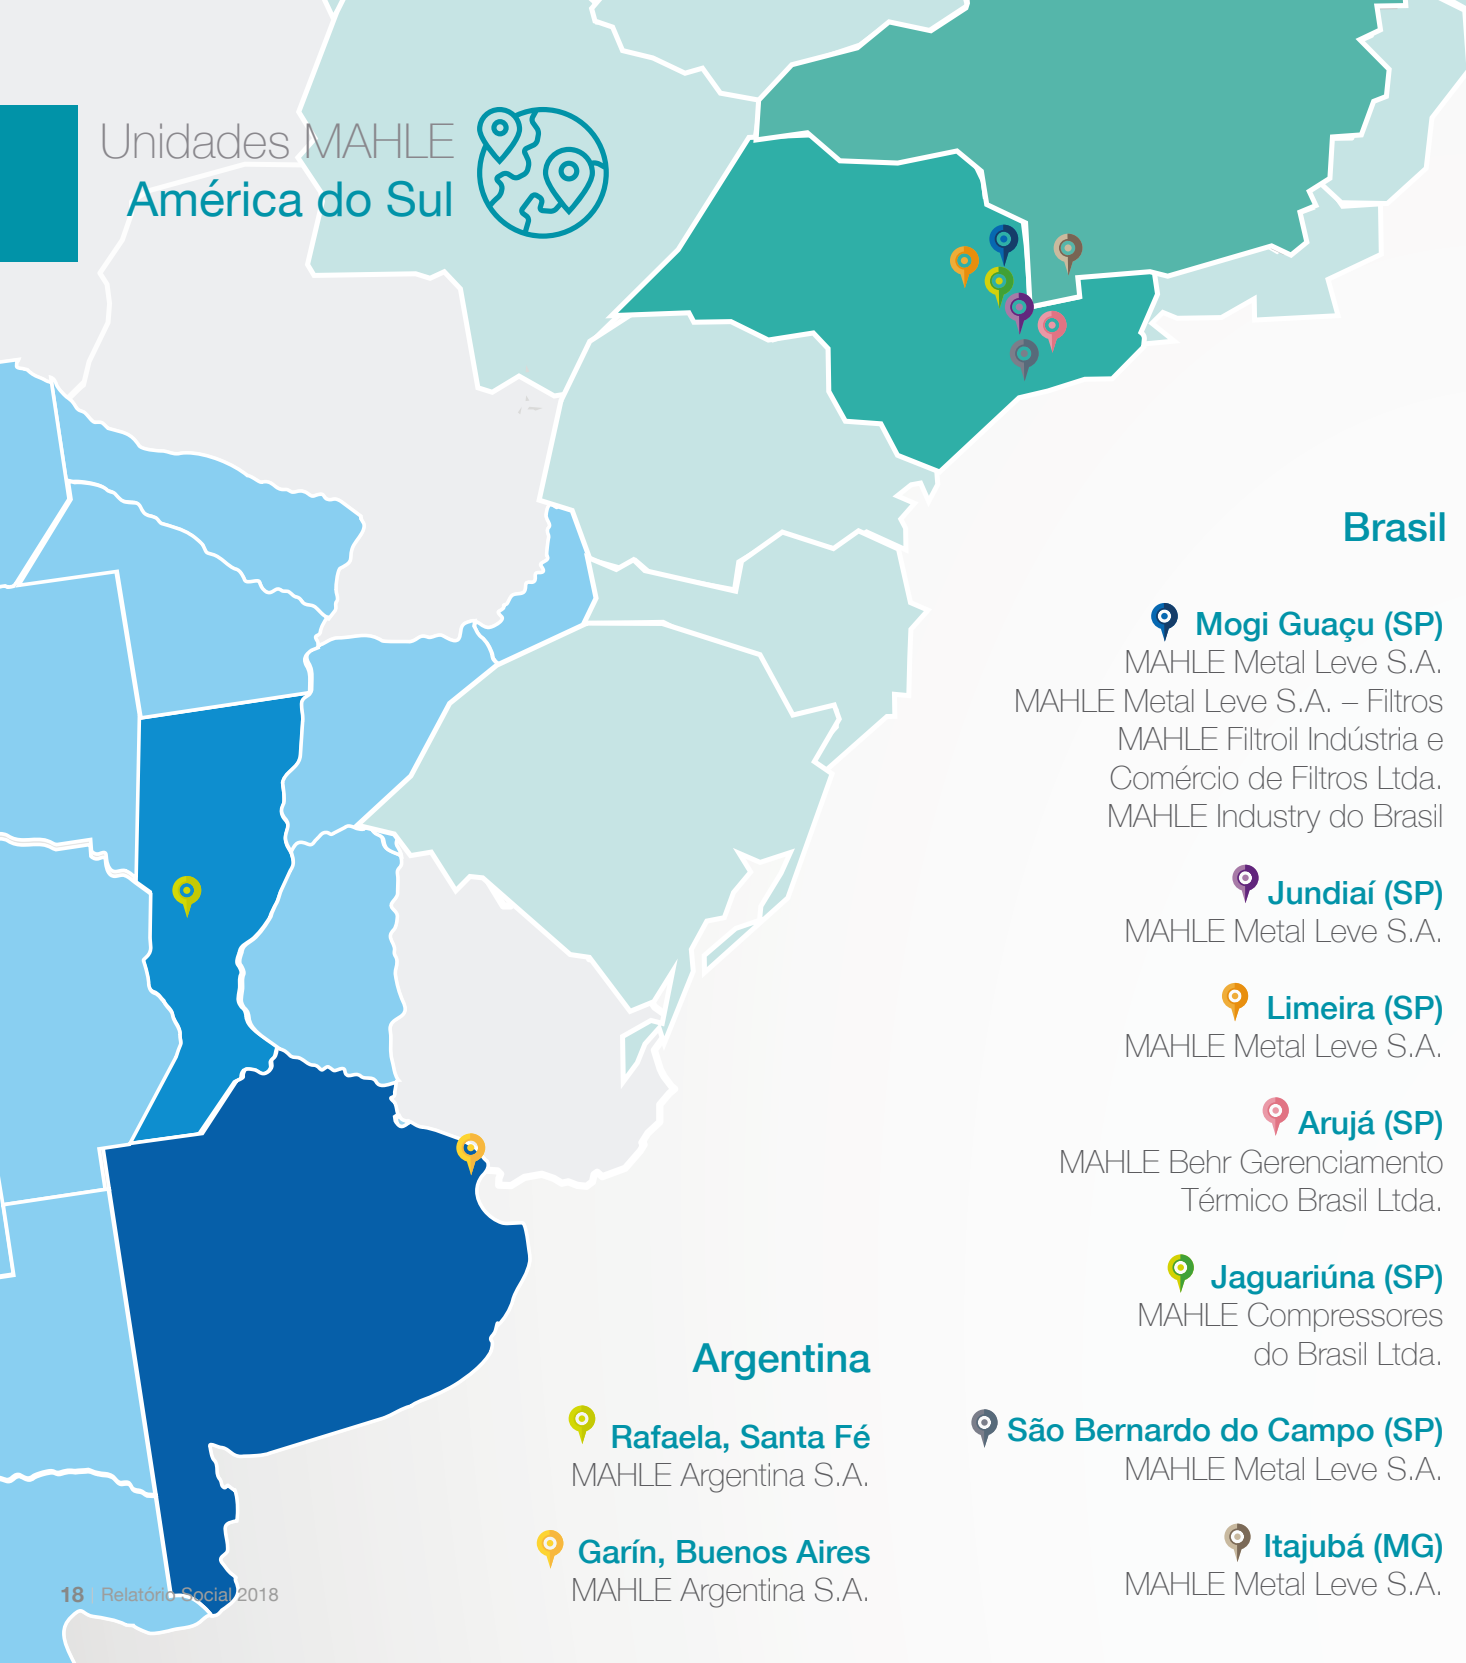 Unidades MAHLE
América do Sul
Brasil
Mogi Guaçu (SP)
MAHLE Metal Leve S.A.
MAHLE Metal Leve S.A. – Filtros
MAHLE Filtroil Indústria e
Comércio de Filtros Ltda.
MAHLE Industry do Brasil
Jundiaí (SP)
MAHLE Metal Leve S.A.
Limeira (SP)
MAHLE Metal Leve S.A.
Arujá (SP)
MAHLE Behr Gerenciamento
Térmico Brasil Ltda.
Jaguariúna (SP)
MAHLE Compressores
do Brasil Ltda.
São Bernardo do Campo (SP)
MAHLE Metal Leve S.A.
Itajubá (MG)
MAHLE Metal Leve S.A.
Argentina
Rafaela, Santa Fé
MAHLE Argentina S.A.
Garín, Buenos Aires
MAHLE Argentina S.A.
18 | Relatório Social 2018